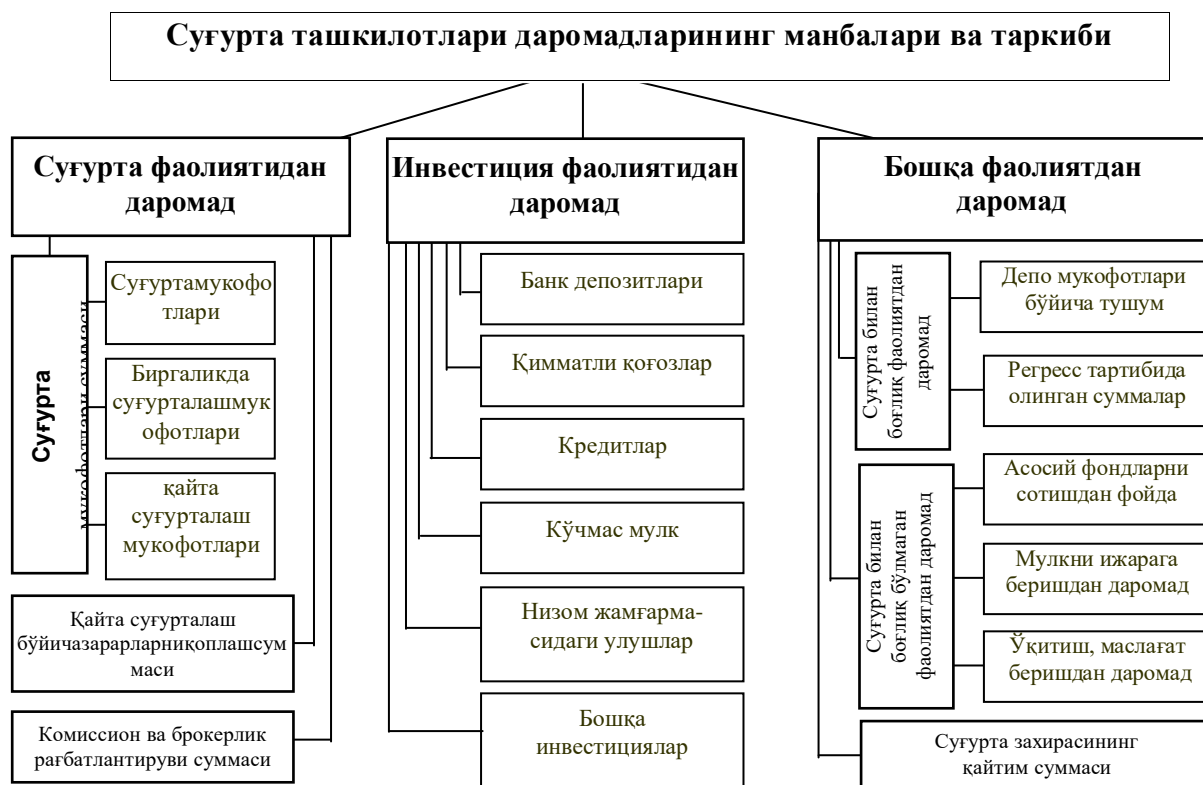 Суғурта ташкилотлари даромадларининг манбалари ва таркиби
Суғурта фаолиятидан
даромад
Суғурта
мукофотлари суммаси
Суғуртамукофо
тлари
Биргаликда
суғурталашмук
офотлари
қайта
суғурталаш
мукофотлари
Қайта суғурталаш
бўйичазарарларниқоплашсум
маси
Комиссион ва брокерлик
рағбатлантируви суммаси
Инвестиция фаолиятидан
даромад
Банк депозитлари
Қимматли қоғозлар
Кредитлар
Кўчмас мулк
Низом жамғарма-
сидаги улушлар
Бошқа
инвестициялар
Бошқа фаолиятдан
даромад
Суғурта билан
боғлиқ фаолиятдан
даромад
Депо мукофотлари
бўйича тушум
Регресс тартибида
олинган суммалар
Суғурта билан
боғлиқ бўлмаган
фаолиятдан даромад
Асосий фондларни
сотишдан фойда
Мулкни ижарага
беришдан даромад
Ўқитиш, маслағат
беришдан даромад
Суғурта захирасининг
қайтим суммаси